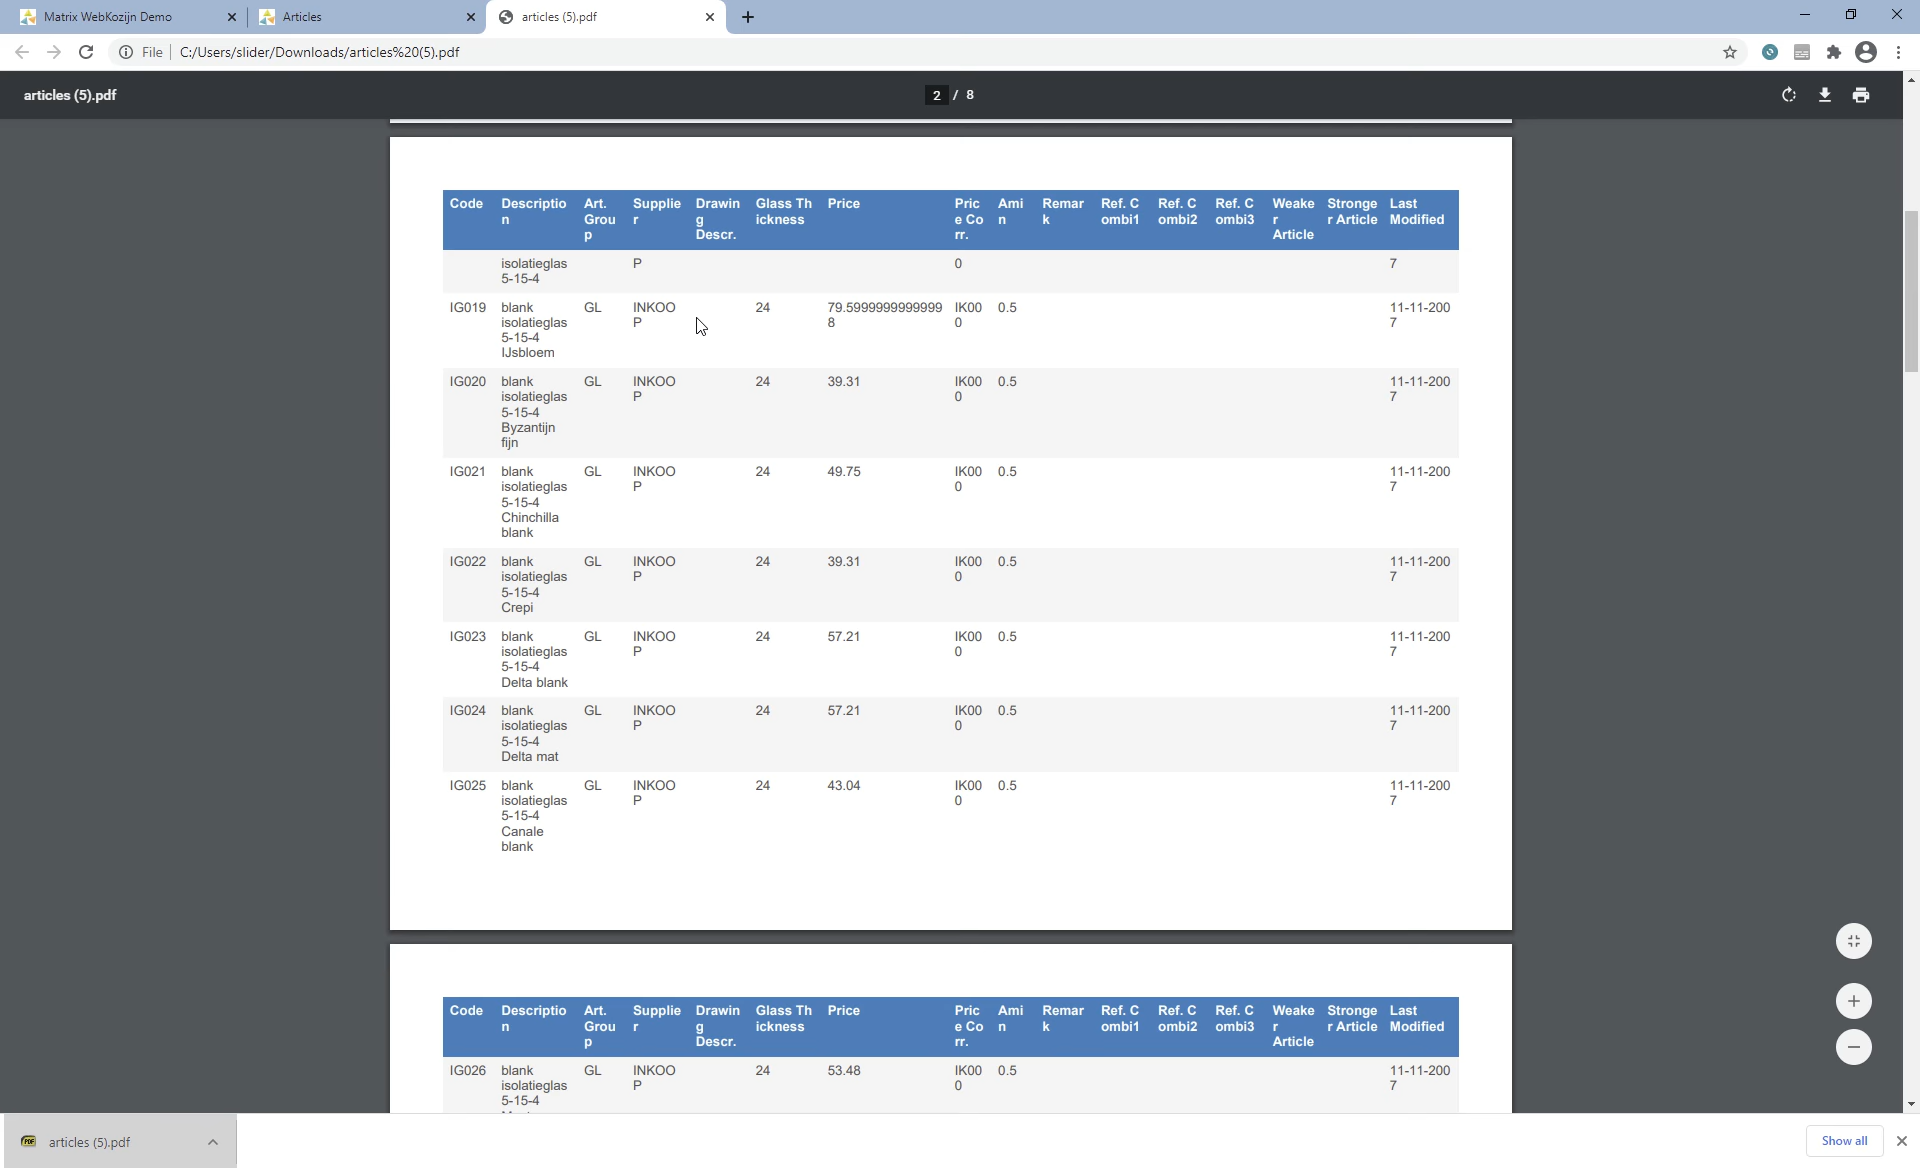 Matrix WebKozijn Demo
Articles
articles (5).pdf
File
C:/Users/slider/Downloads/articles%20(5).pdf
articles (5).pdf
2 / 8
Code Descriptio Art. Supplie Drawin Glass Th Price Pric Ami Remar Ref. C Ref. C Ref. C Weake Stronge Last
n Grou r g ickness e Co n k ombi1 ombi2 ombi3 r r Article Modified
p Descr. rr. Article
isolatieglas P 0 7
5-15-4
IG019 blank GL INKOO 24 79.5999999999999 IK00 0.5 11-11-200
isolatieglas P 8 0 7
5-15-4
IJsbloem
IG020 blank GL INKOO 24 39.31 IK00 0.5 11-11-200
isolatieglas P 0 7
5-15-4
Byzantijn
fijn
IG021 blank GL INKOO 24 49.75 IK00 0.5 11-11-200
isolatieglas P 0 7
5-15-4
Chinchilla
blank
IG022 blank GL INKOO 24 39.31 IK00 0.5 11-11-200
isolatieglas P 0 7
5-15-4
Crepi
IG023 blank GL INKOO 24 57.21 IK00 0.5 11-11-200
isolatieglas P 0 7
5-15-4
Delta blank
IG024 blank GL INKOO 24 57.21 IK00 0.5 11-11-200
isolatieglas P 0 7
5-15-4
Delta mat
IG025 blank GL INKOO 24 43.04 IK00 0.5 11-11-200
isolatieglas P 0 7
5-15-4
Canale
blank
Code Descriptio Art. Supplie Drawin Glass Th Price Pric Ami Remar Ref. C Ref. C Ref. C Weake Stronge Last
n Grou r g ickness e Co n k ombi1 ombi2 ombi3 r r Article Modified
p Descr. rr. Article
IG026 blank GL INKOO 24 53.48 IK00 0.5 11-11-200
isolatieglas P 0 7
5-15-4
PDF
articles (5).pdf
Show all